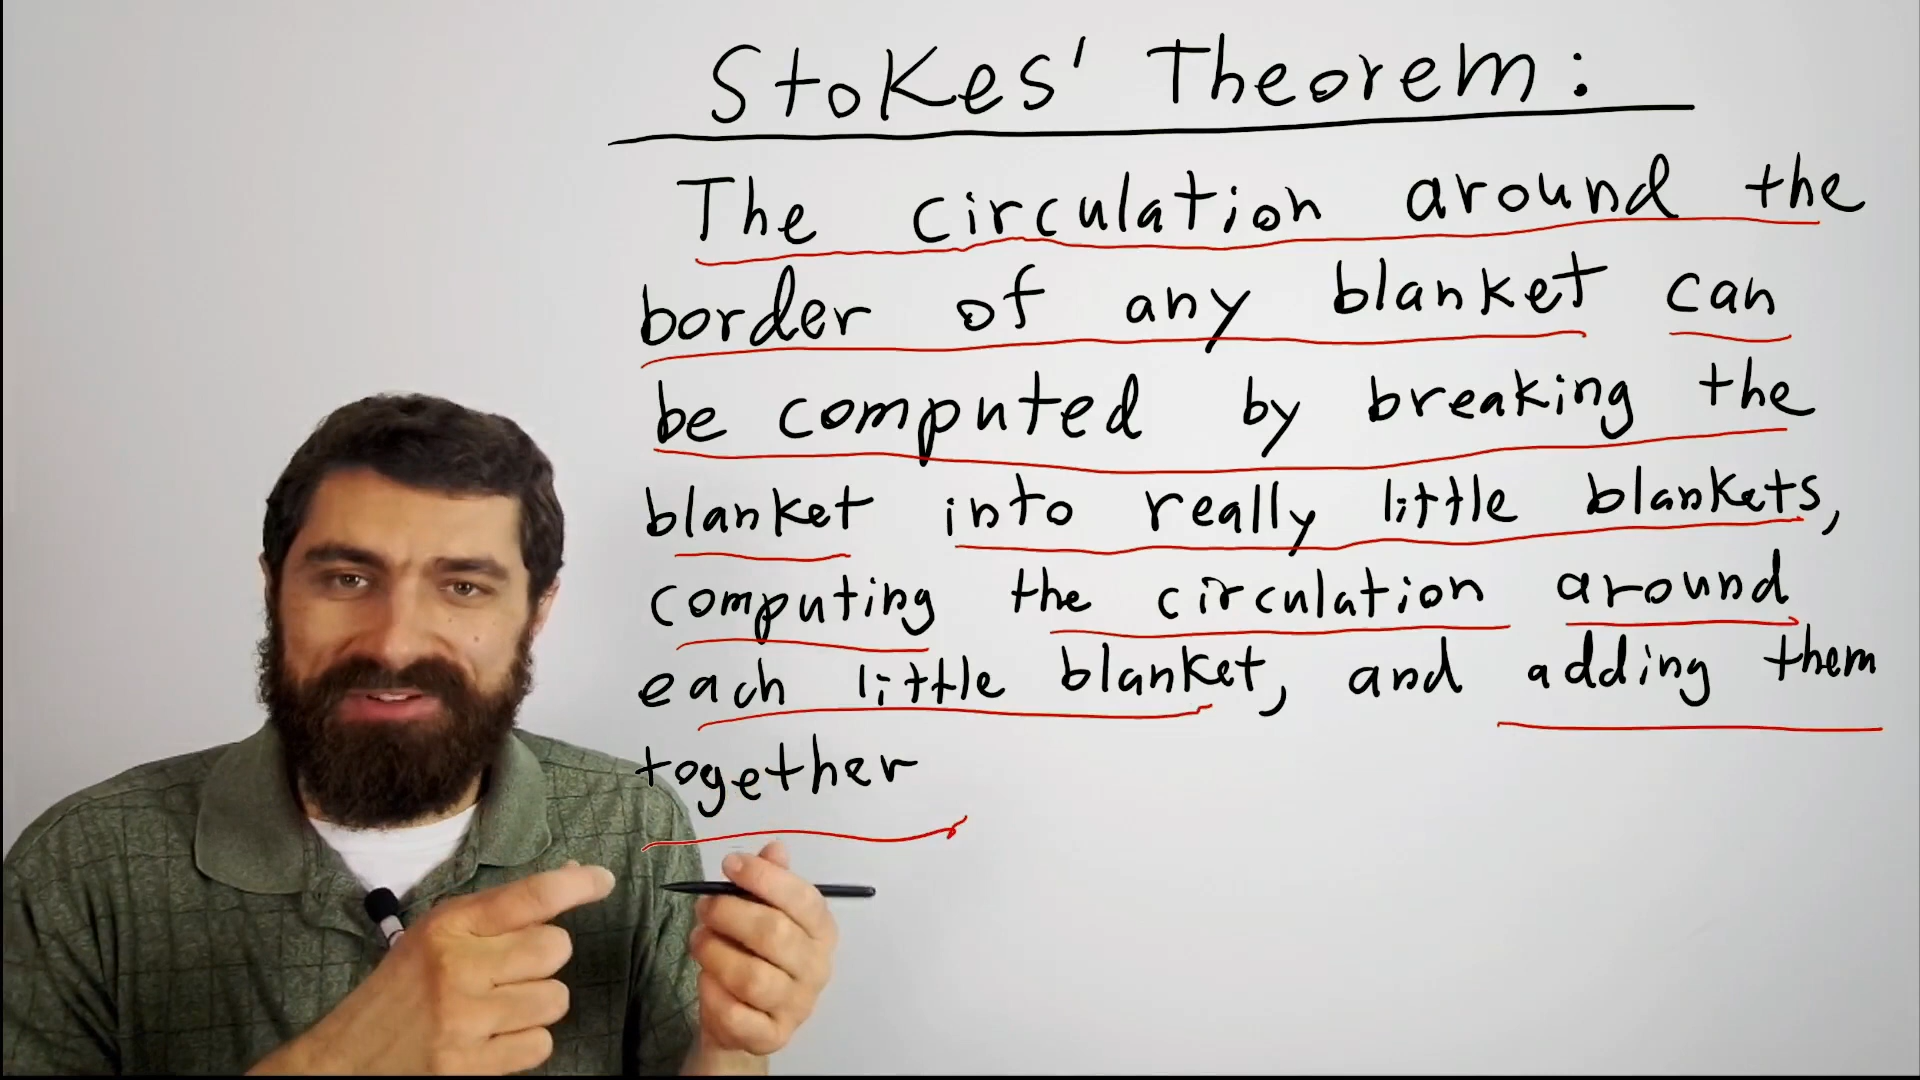 Stokes' Theorem:
The circulation around the
border of any blanket can
be computed by breaking the
blanket into really little blankets,
computing the circulation around
each little blanket, and adding them
together